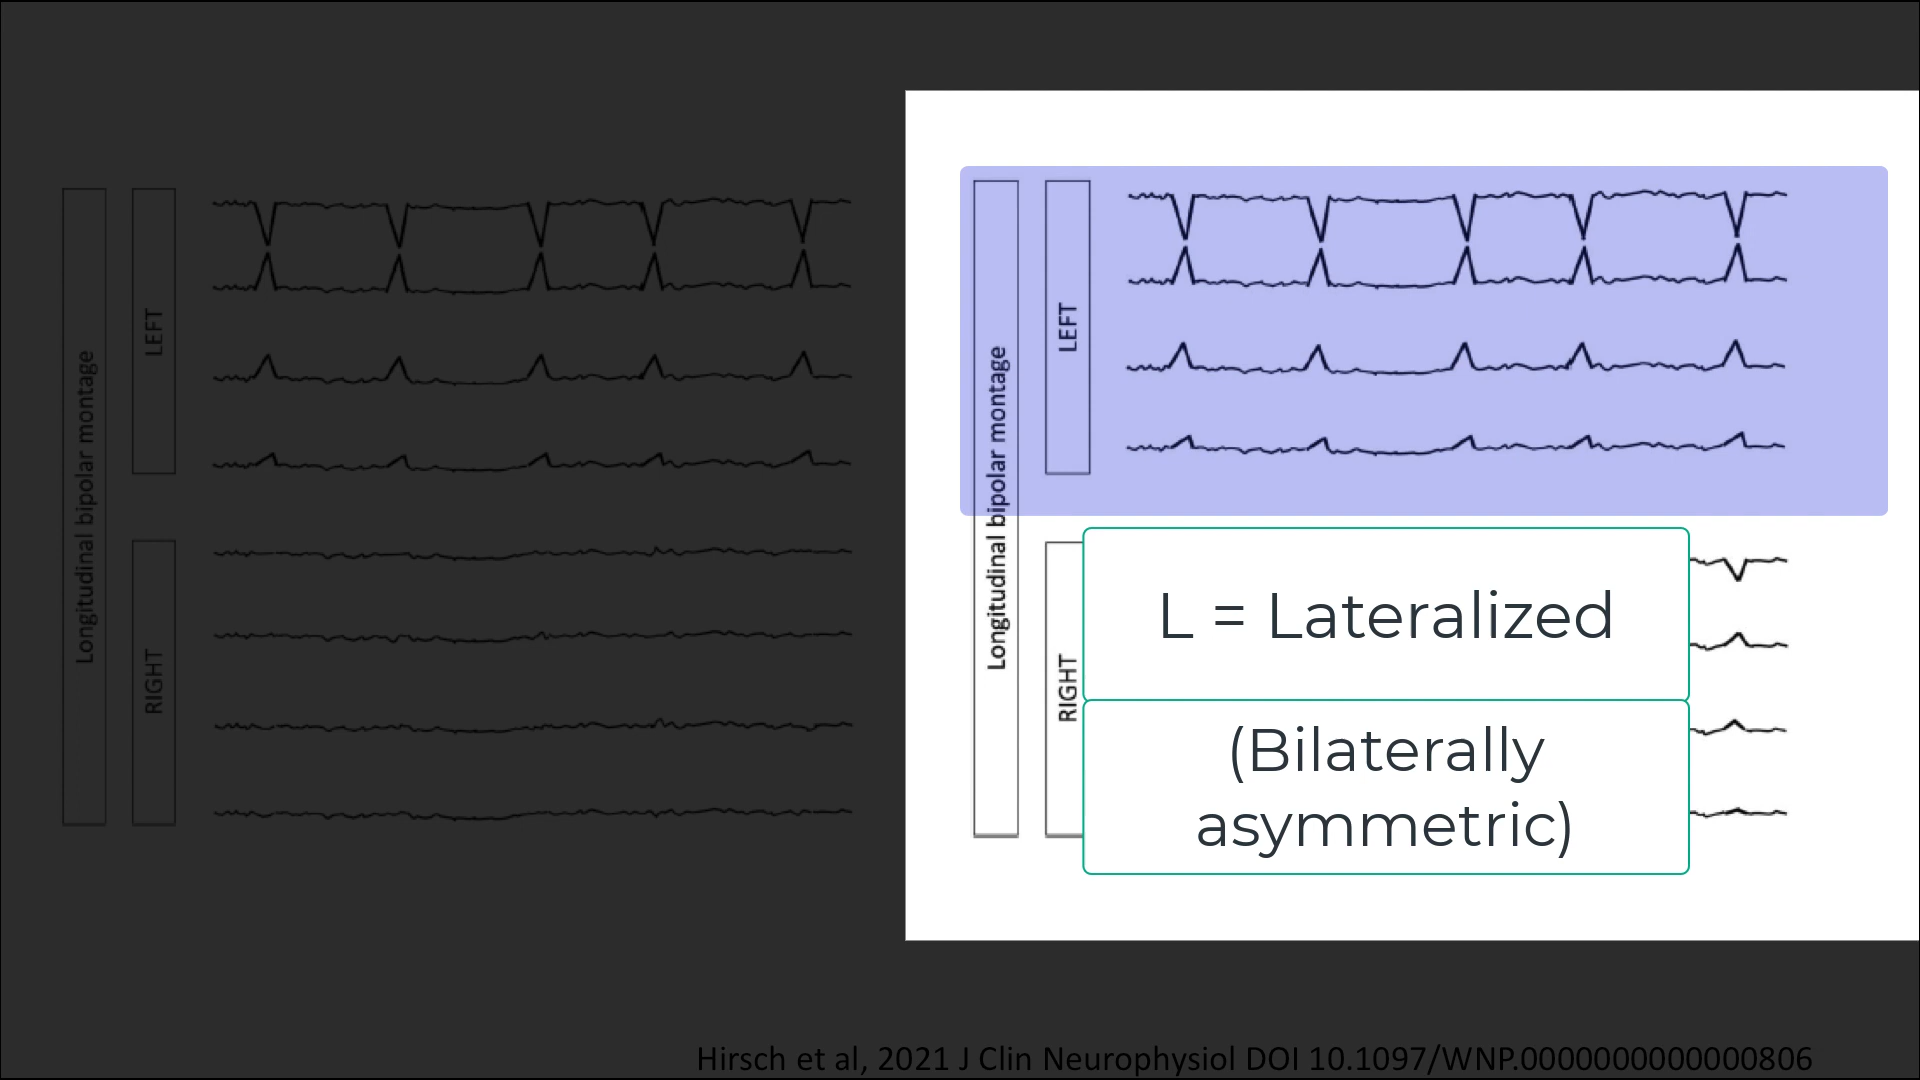 Longitudinal bipolar montage
LEFT
RIGHT
Longitudinal bipolar montage
LEFT
RIGHT
L = Lateralized
(Bilaterally
asymmetric)
Hirsch et al, 2021 J Clin Neurophysiol DOI 10.1097/WNP.0000000000000806